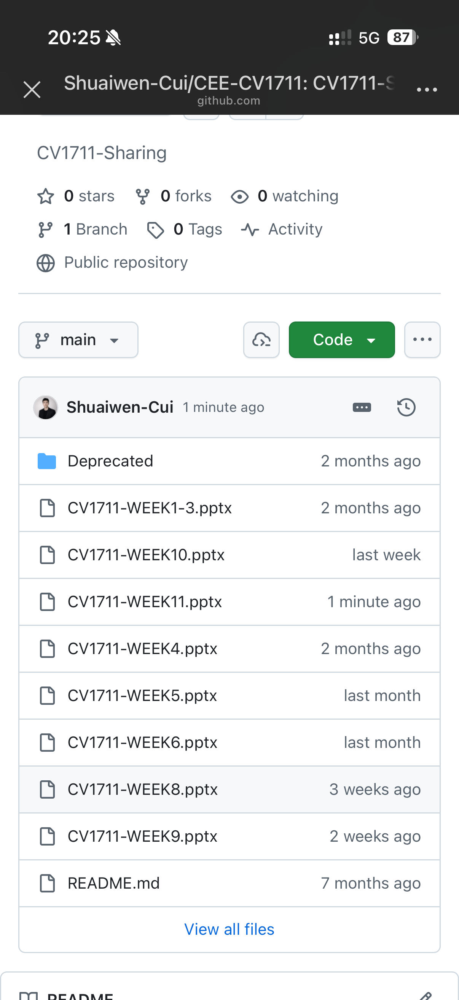 20:25 5G 87
Shuaiwen-Cui/CEE-CV1711: CV1711-
github.com
CV1711-Sharing
0 stars 0 forks 0 watching
1 Branch 0 Tags Activity
Public repository
main Code
Shuaiwen-Cui 1 minute ago
Deprecated 2 months ago
CV1711-WEEK1-3.pptx 2 months ago
CV1711-WEEK10.pptx last week
CV1711-WEEK11.pptx 1 minute ago
CV1711-WEEK4.pptx 2 months ago
CV1711-WEEK5.pptx last month
CV1711-WEEK6.pptx last month
CV1711-WEEK8.pptx 3 weeks ago
CV1711-WEEK9.pptx 2 weeks ago
README.md 7 months ago
View all files
README